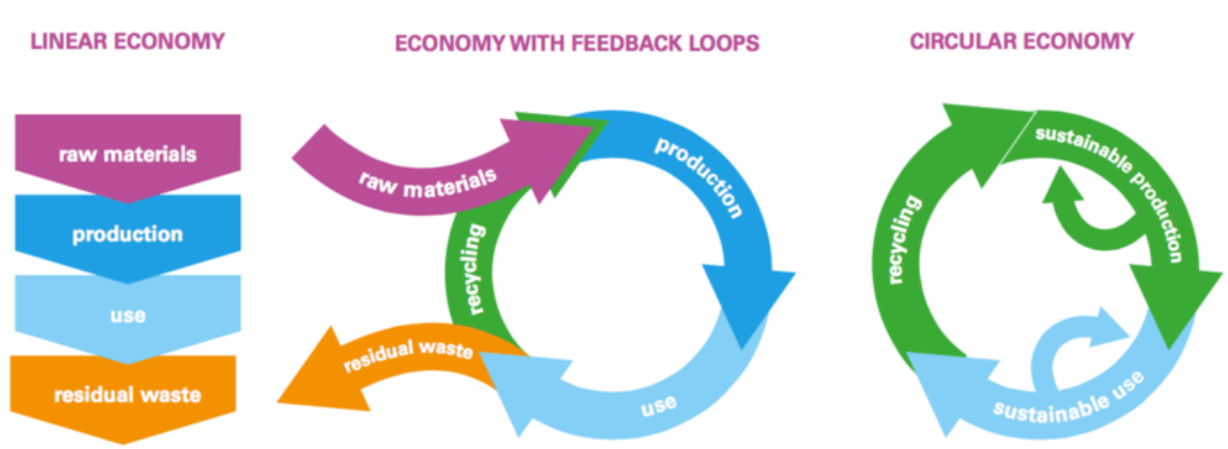 LINEAR ECONOMY
raw materials
production
use
residual waste
ECONOMY WITH FEEDBACK LOOPS
raw materials
production
recycling
residual waste
use
CIRCULAR ECONOMY
sustainable production
recycling
sustainable use